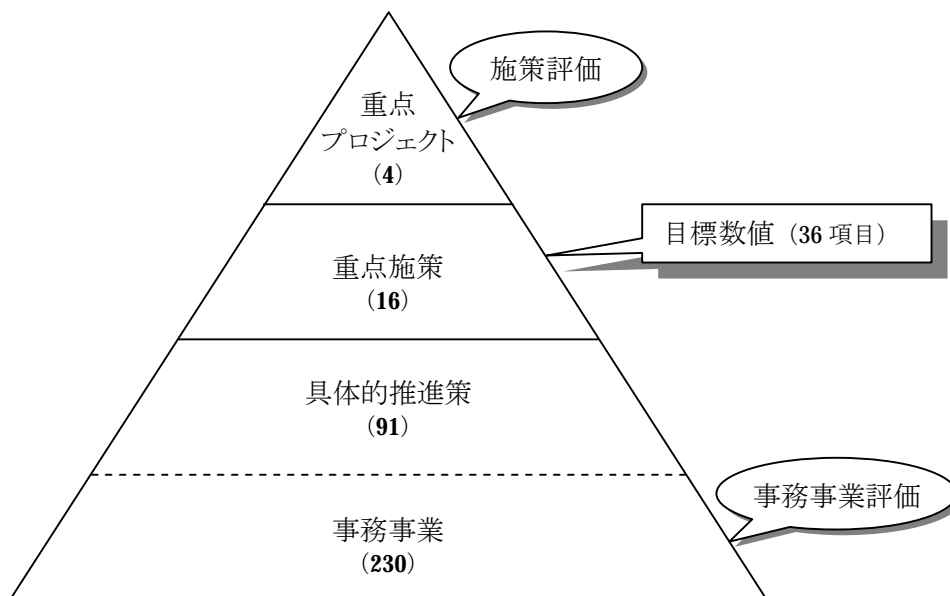 施策評価
重点
プロジェクト
(4)
目標数値（36 項目）
重点施策
(16)
具体的推進策
(91)
事務事業評価
事務事業
(230)